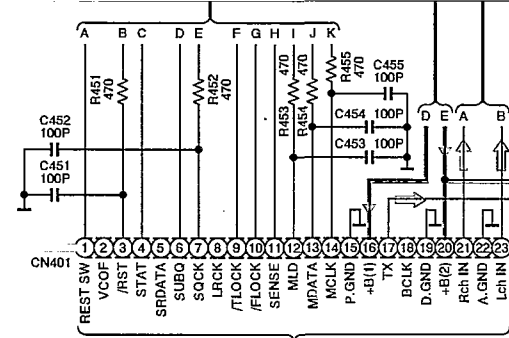 A B C D E F G H I J K
D E A B
R451
470
R452
470
R453
470
R454
470
R455
470
C455
100P
C452
100P
C454
100P
C451
100P
C453
100P
CN401
1 2 3 4 5 6 7 8 9 10 11 12 13 14 15 16 17 18 19 20 21 22 23
REST SW
VCOF
/RST
STAT
SRDATA
SUBQ
SQCK
LRCK
/TLOCK
/FLOCK
SENSE
MLD
MDATA
MCLK
P.GND
+B(1)
TX
BCLK
D.GND
+B(2)
Rch IN
A.GND
Lch IN